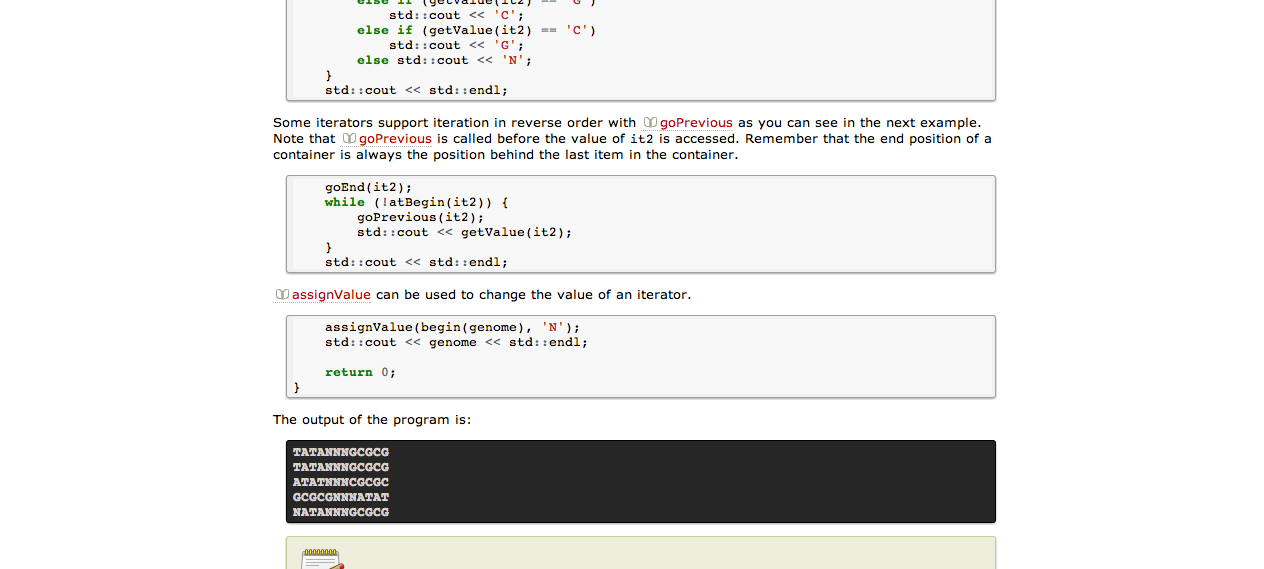 else if (getValue(it2) == 'G')
std::cout << 'C';
else if (getValue(it2) == 'C')
std::cout << 'G';
else std::cout << 'N';
}
std::cout << std::endl;
Some iterators support iteration in reverse order with goPrevious as you can see in the next example.
Note that goPrevious is called before the value of it2 is accessed. Remember that the end position of a
container is always the position behind the last item in the container.
goEnd(it2);
while (!atBegin(it2)) {
goPrevious(it2);
std::cout << getValue(it2);
}
std::cout << std::endl;
assignValue can be used to change the value of an iterator.
assignValue(begin(genome), 'N');
std::cout << genome << std::endl;
return 0;
}
The output of the program is:
TATANNNGCGCG
TATANNNGCGCG
ATATNNNCGCGC
GCGCGNNNATAT
NATANNNGCGCG